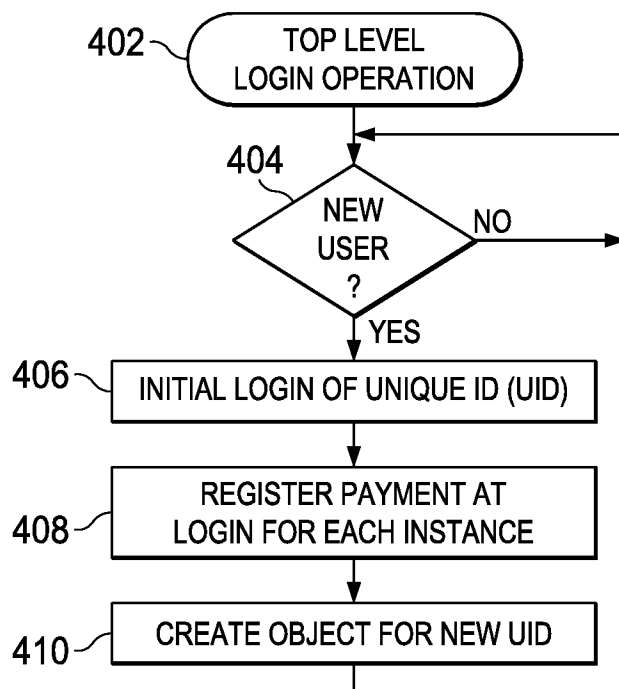 402
TOP LEVEL
LOGIN OPERATION
404
NEW
USER
?
NO
YES
406
INITIAL LOGIN OF UNIQUE ID (UID)
408
REGISTER PAYMENT AT
LOGIN FOR EACH INSTANCE
410
CREATE OBJECT FOR NEW UID